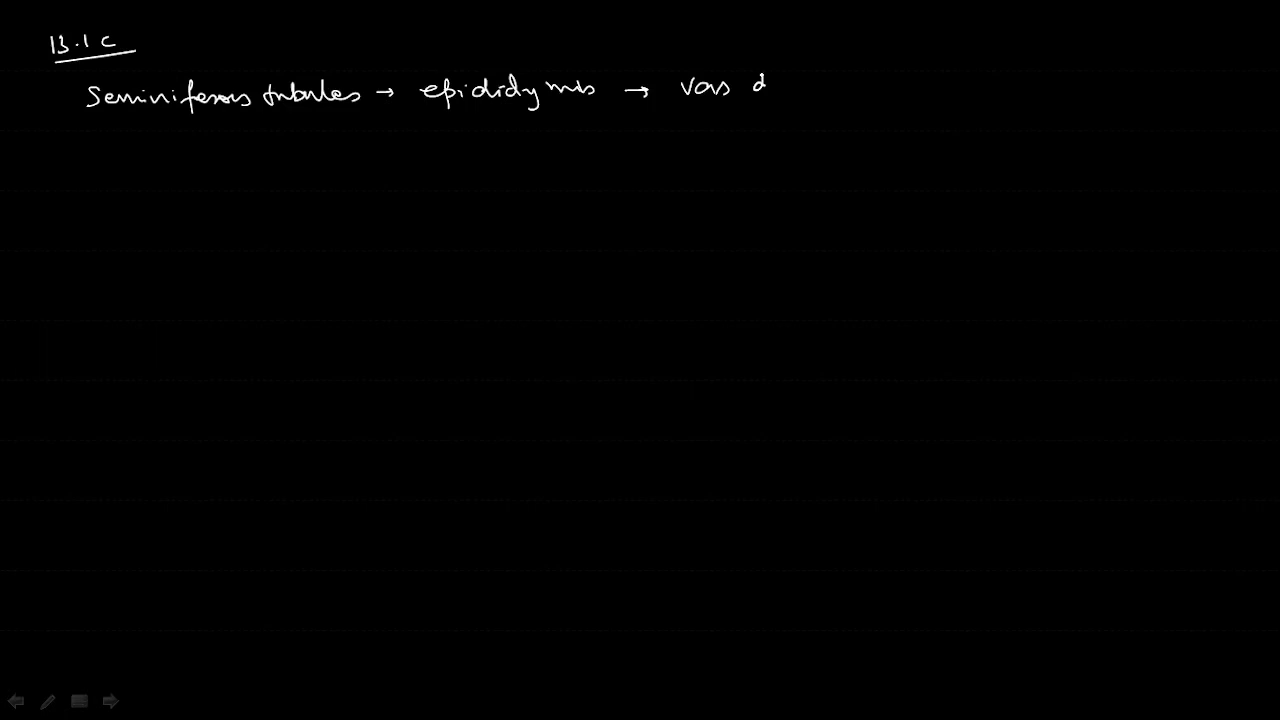 13.1 c
Seminiferous tubules → epididymis → vas d